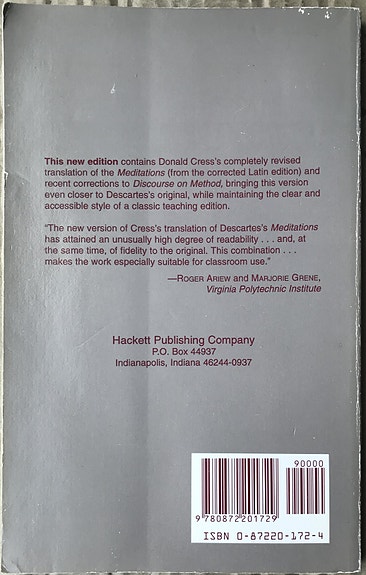 This new edition contains Donald Cress's completely revised
translation of the Meditations (from the corrected Latin edition) and
recent corrections to Discourse on Method, bringing this version
even closer to Descartes's original, while maintaining the clear and
accessible style of a classic teaching edition.
"The new version of Cress's translation of Descartes's Meditations
has attained an unusually high degree of readability . . . and, at
the same time, of fidelity to the original. This combination . . .
makes the work especially suitable for classroom use."
—ROGER ARIEW AND MARJORIE GRENE,
Virginia Polytechnic Institute
Hackett Publishing Company
P.O. Box 44937
Indianapolis, Indiana 46244-0937
90000
9 780872 201729
ISBN 0-87220-172-4